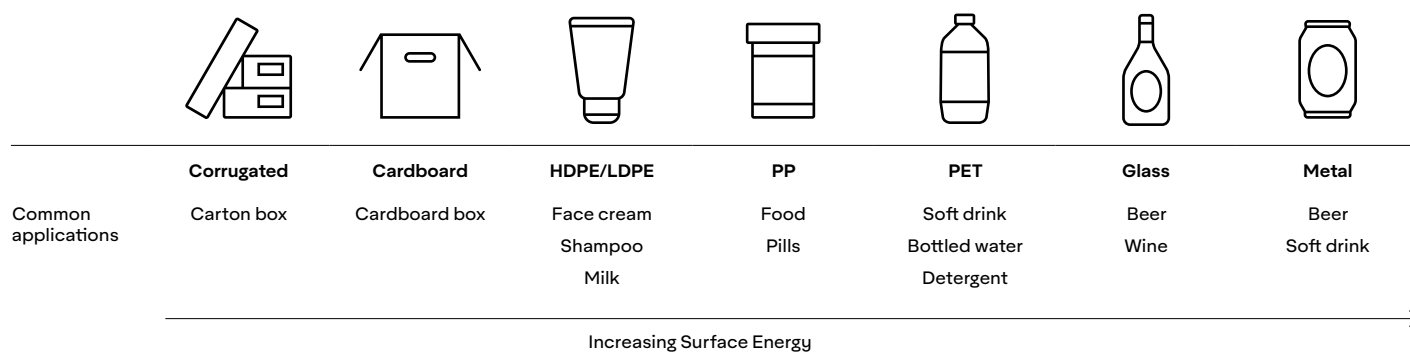 Corrugated Cardboard HDPE/LDPE PP PET Glass Metal
Common applications
Carton box Cardboard box Face cream Food Soft drink Beer Beer
Shampoo Pills Bottled water Wine Soft drink
Milk Detergent
Increasing Surface Energy